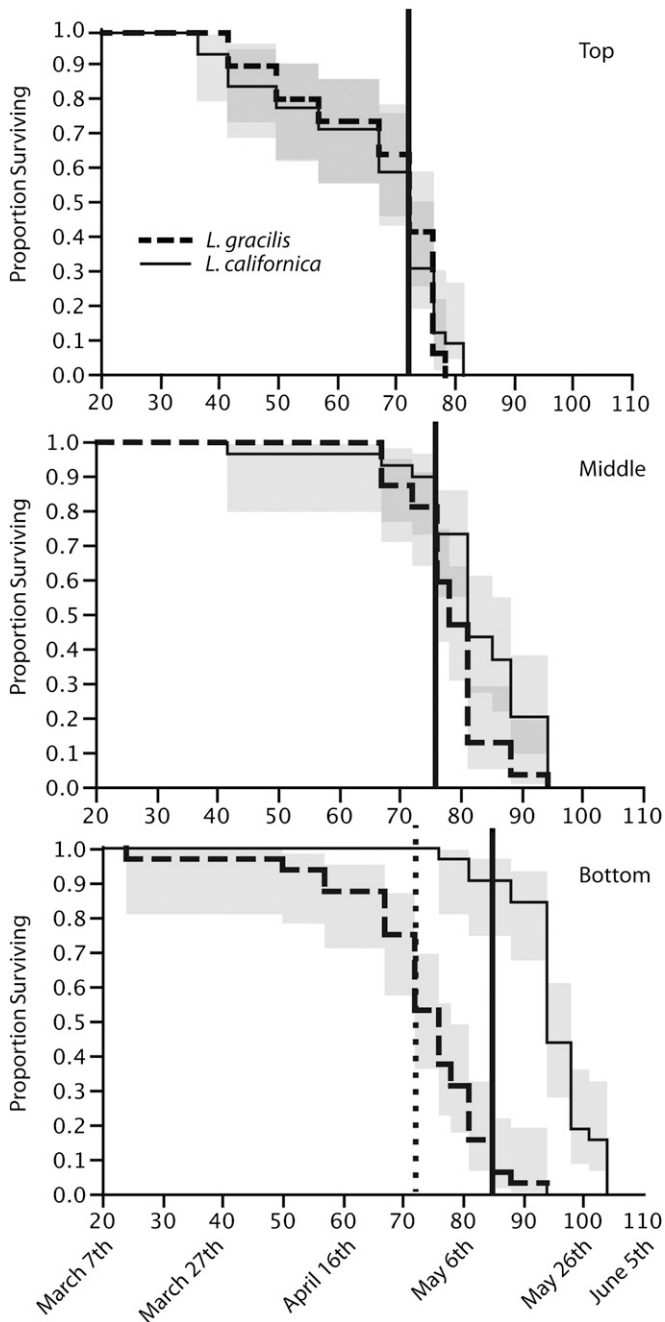 Top
Proportion Surviving
1.0
0.9
0.8
0.7
0.6
0.5
0.4
0.3
0.2
0.1
0.0
L. gracilis
L. californica
20 30 40 50 60 70 80 90 100 110
Middle
Proportion Surviving
1.0
0.9
0.8
0.7
0.6
0.5
0.4
0.3
0.2
0.1
0.0
20 30 40 50 60 70 80 90 100 110
Bottom
Proportion Surviving
1.0
0.9
0.8
0.7
0.6
0.5
0.4
0.3
0.2
0.1
0.0
20 30 40 50 60 70 80 90 100 110
March 7th
March 27th
April 16th
May 6th
May 26th
June 5th